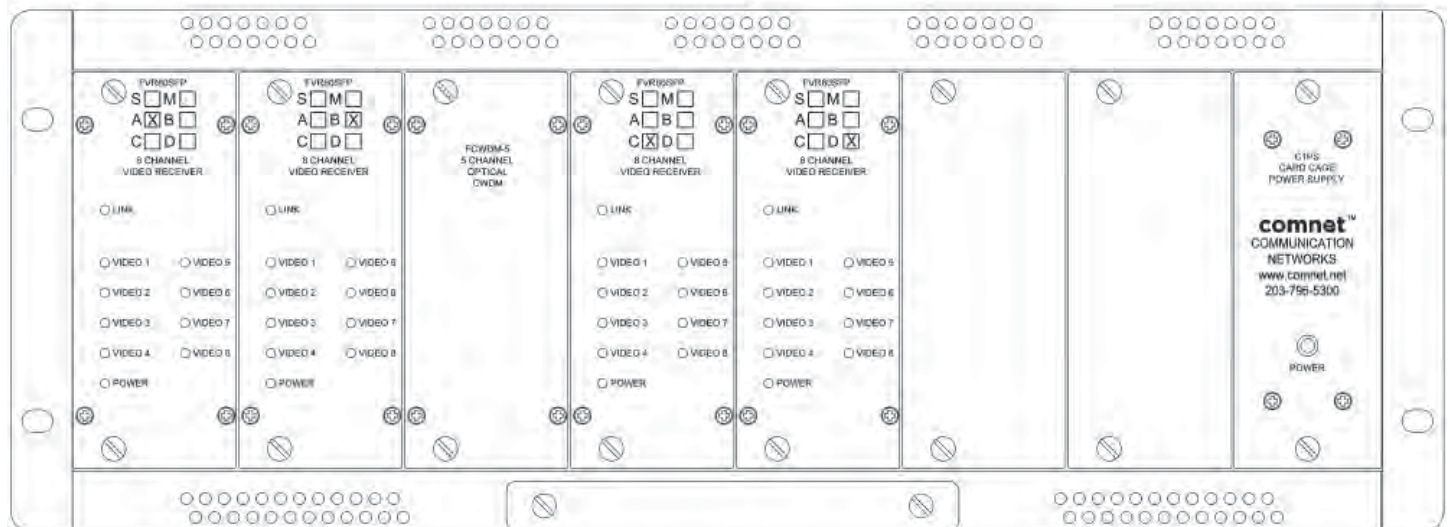 FVR80SFP
S M
A X B
C D
8 CHANNEL
VIDEO RECEIVER
LINK
VIDEO 1 VIDEO 5
VIDEO 2 VIDEO 6
VIDEO 3 VIDEO 7
VIDEO 4 VIDEO 8
POWER
FVR80SFP
S M
A B X
C D
8 CHANNEL
VIDEO RECEIVER
LINK
VIDEO 1 VIDEO 5
VIDEO 2 VIDEO 6
VIDEO 3 VIDEO 7
VIDEO 4 VIDEO 8
POWER
FCWDM-5
5 CHANNEL
OPTICAL
CWDM
FVR80SFP
S M
A B
C X D
8 CHANNEL
VIDEO RECEIVER
LINK
VIDEO 1 VIDEO 5
VIDEO 2 VIDEO 6
VIDEO 3 VIDEO 7
VIDEO 4 VIDEO 8
POWER
FVR80SFP
S M
A B
C D X
8 CHANNEL
VIDEO RECEIVER
LINK
VIDEO 1 VIDEO 5
VIDEO 2 VIDEO 6
VIDEO 3 VIDEO 7
VIDEO 4 VIDEO 8
POWER
C1PS
CARD CAGE
POWER SUPPLY
comnet™
COMMUNICATION
NETWORKS
www.comnet.net
203-796-5300
POWER